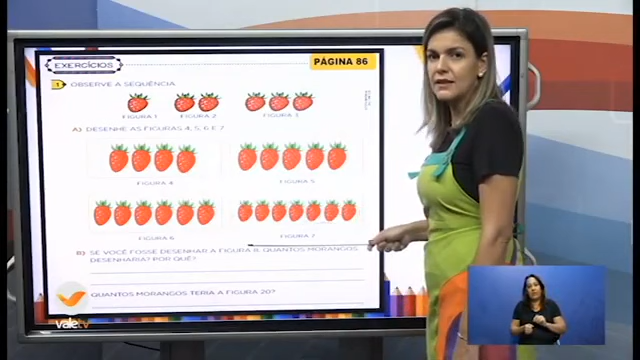 EXERCÍCIOS
PÁGINA 86
1 OBSERVE A SEQUÊNCIA
FIGURA 1 FIGURA 2 FIGURA 3
A) DESENHE AS FIGURAS 4, 5, 6 E 7
FIGURA 4 FIGURA 5
FIGURA 6 FIGURA 7
B) SE VOCÊ FOSSE DESENHAR A FIGURA 8, QUANTOS MORANGOS
DESENHARIA? POR QUÊ?
QUANTOS MORANGOS TERIA A FIGURA 20?
valetv